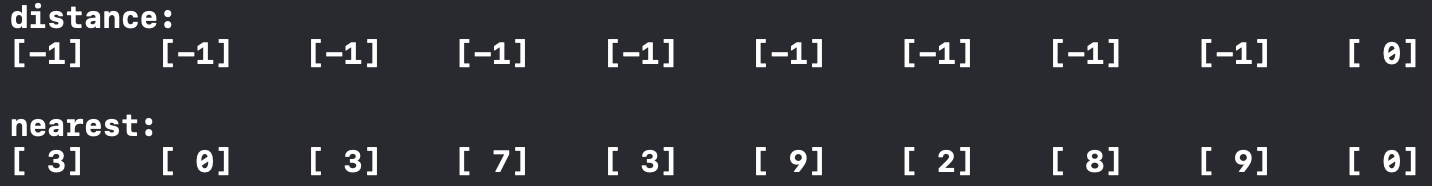 distance:
[-1] [-1] [-1] [-1] [-1] [-1] [-1] [-1] [-1] [ 0]
nearest:
[ 3] [ 0] [ 3] [ 7] [ 3] [ 9] [ 2] [ 8] [ 9] [ 0]